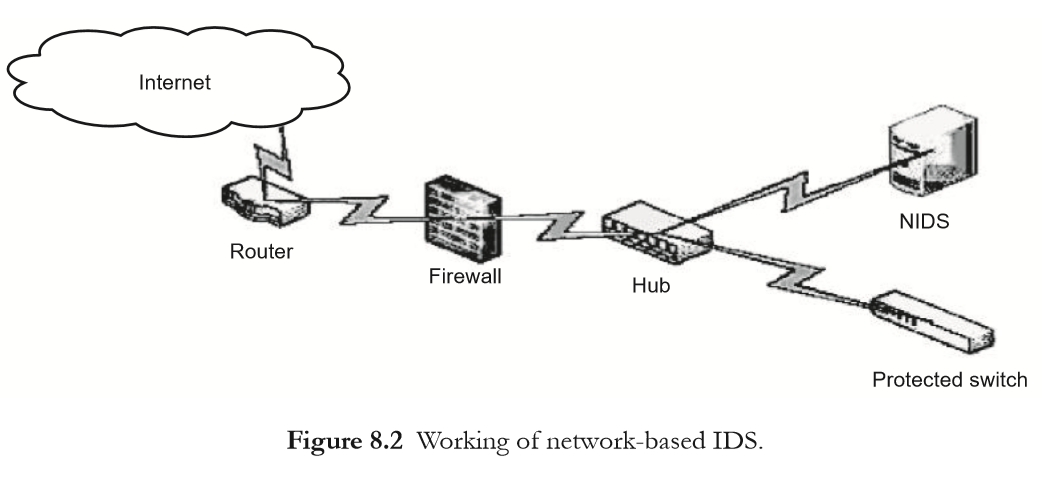 Internet
NIDS
Router
Firewall
Hub
Protected switch
Figure 8.2 Working of network-based IDS.